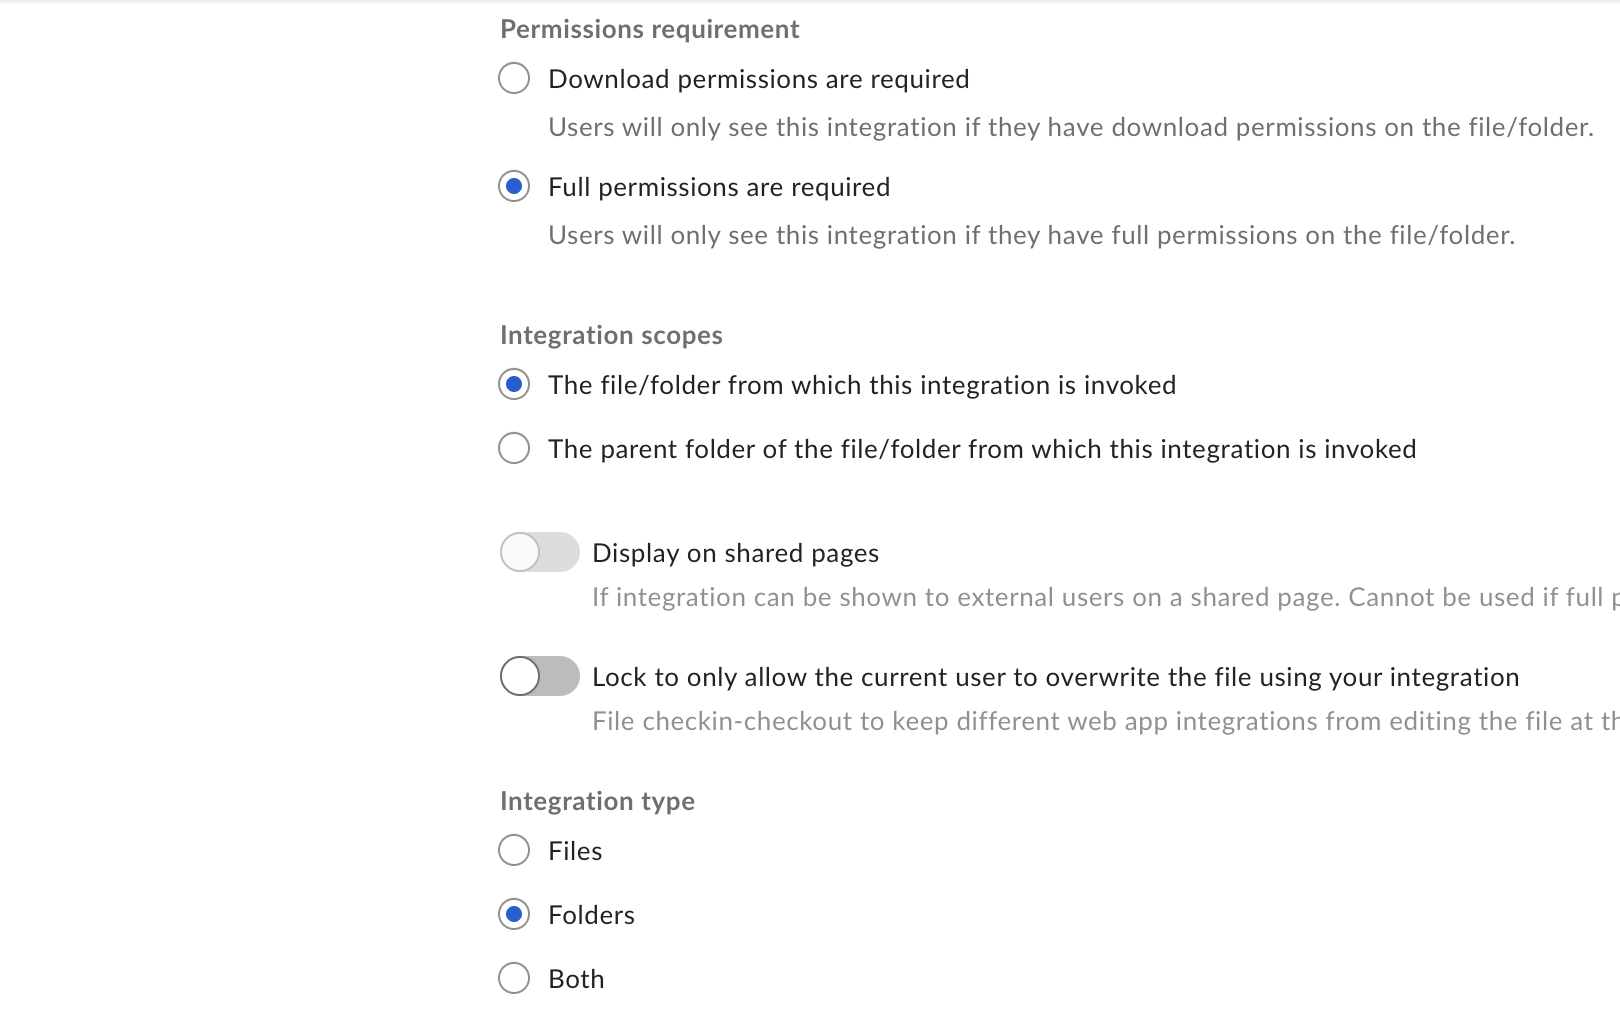 Permissions requirement
Download permissions are required
Users will only see this integration if they have download permissions on the file/folder.
Full permissions are required
Users will only see this integration if they have full permissions on the file/folder.
Integration scopes
The file/folder from which this integration is invoked
The parent folder of the file/folder from which this integration is invoked
Display on shared pages
If integration can be shown to external users on a shared page. Cannot be used if full
Lock to only allow the current user to overwrite the file using your integration
File checkin-checkout to keep different web app integrations from editing the file at
Integration type
Files
Folders
Both